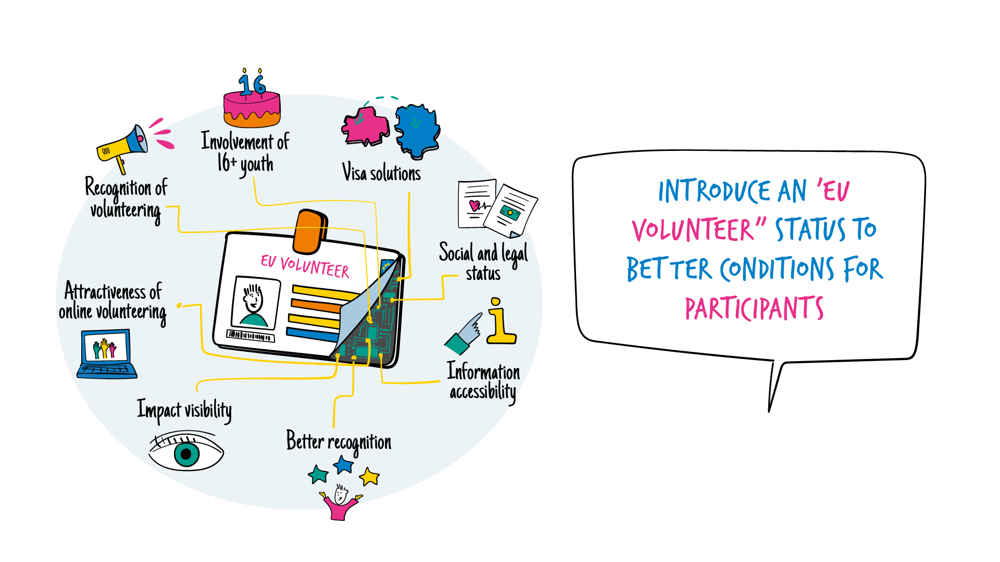 16
Involvement of
16+ youth
Visa solutions
Recognition of
volunteering
Social and legal
status
EU VOLUNTEER
Attractiveness of
online volunteering
i
Information
accessibility
Impact visibility
Better recognition
INTRODUCE AN 'EU
VOLUNTEER" STATUS TO
BETTER CONDITIONS FOR
PARTICIPANTS